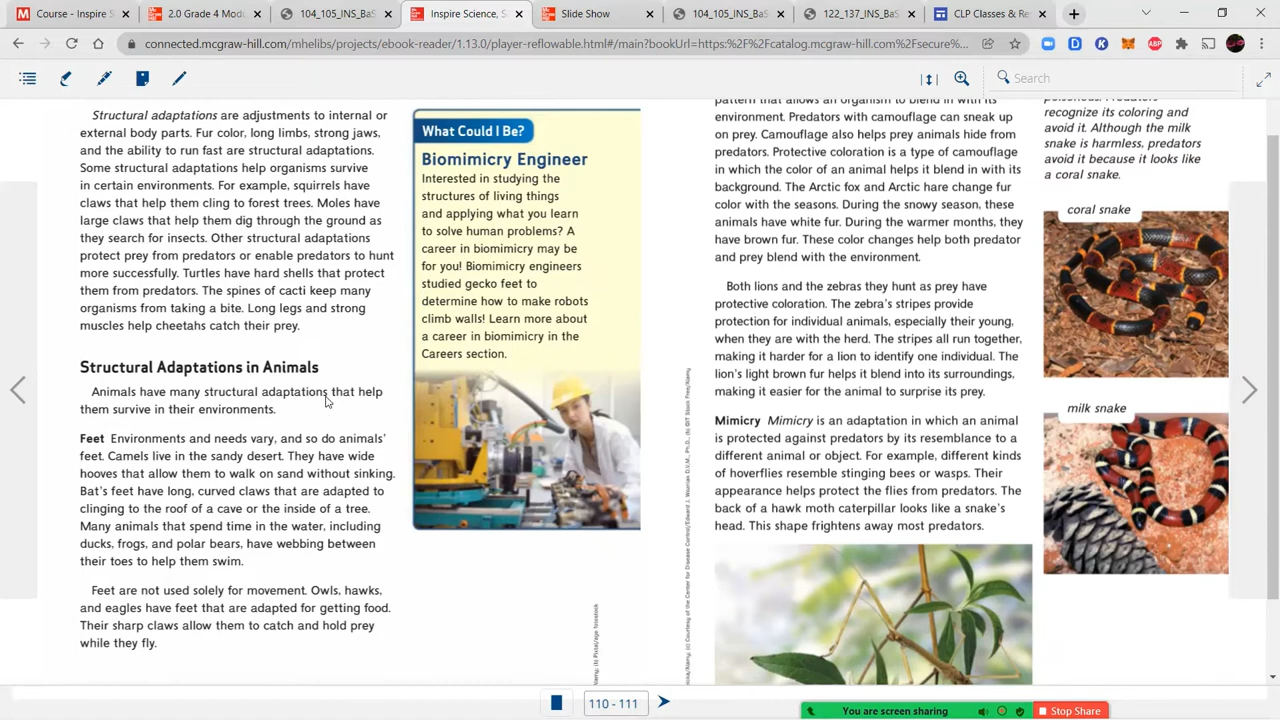 Course - Inspire Science
2.0 Grade 4 Modu
104_105_INS_BaS
Inspire Science, S
Slide Show
104_105_INS_BaS
122_137_INS_BaS
CLP Classes & Re
connected.mcgraw-hill.com/mhelibs/projects/ebook-reader/1.13.0/player-reflowable.html#/main?bookUrl=https:%2F%2Fcatalog.mcgraw-hill.com%2Fsecure%...
Search
Structural adaptations are adjustments to internal or
external body parts. Fur color, long limbs, strong jaws,
and the ability to run fast are structural adaptations.
Some structural adaptations help organisms survive
in certain environments. For example, squirrels have
claws that help them cling to forest trees. Moles have
large claws that help them dig through the ground as
they search for insects. Other structural adaptations
protect prey from predators or enable predators to hunt
more successfully. Turtles have hard shells that protect
them from predators. The spines of cacti keep many
organisms from taking a bite. Long legs and strong
muscles help cheetahs catch their prey.
Structural Adaptations in Animals
Animals have many structural adaptations that help
them survive in their environments.
Feet Environments and needs vary, and so do animals'
feet. Camels live in the sandy desert. They have wide
hooves that allow them to walk on sand without sinking.
Bat's feet have long, curved claws that are adapted to
clinging to the roof of a cave or the inside of a tree.
Many animals that spend time in the water, including
ducks, frogs, and polar bears, have webbing between
their toes to help them swim.
Feet are not used solely for movement. Owls, hawks,
and eagles have feet that are adapted for getting food.
Their sharp claws allow them to catch and hold prey
while they fly.
What Could I Be?
Biomimicry Engineer
Interested in studying the
structures of living things
and applying what you learn
to solve human problems? A
career in biomimicry may be
for you! Biomimicry engineers
studied gecko feet to
determine how to make robots
climb walls! Learn more about
a career in biomimicry in the
Careers section.
pattern that allows an organism to blend in with its
environment. Predators with camouflage can sneak up
on prey. Camouflage also helps prey animals hide from
predators. Protective coloration is a type of camouflage
in which the color of an animal helps it blend in with its
background. The Arctic fox and Arctic hare change fur
color with the seasons. During the snowy season, these
animals have white fur. During the warmer months, they
have brown fur. These color changes help both predator
and prey blend with the environment.
Both lions and the zebras they hunt as prey have
protective coloration. The zebra's stripes provide
protection for individual animals, especially their young,
when they are with the herd. The stripes all run together,
making it harder for a lion to identify one individual. The
lion's light brown fur helps it blend into its surroundings,
making it easier for the animal to surprise its prey.
Mimicry Mimicry is an adaptation in which an animal
is protected against predators by its resemblance to a
different animal or object. For example, different kinds
of hoverflies resemble stinging bees or wasps. Their
appearance helps protect the flies from predators. The
back of a hawk moth caterpillar looks like a snake's
head. This shape frightens away most predators.
poisonous. Predators
recognize its coloring and
avoid it. Although the milk
snake is harmless, predators
avoid it because it looks like
a coral snake.
coral snake
milk snake
110 - 111
You are screen sharing
Stop Share